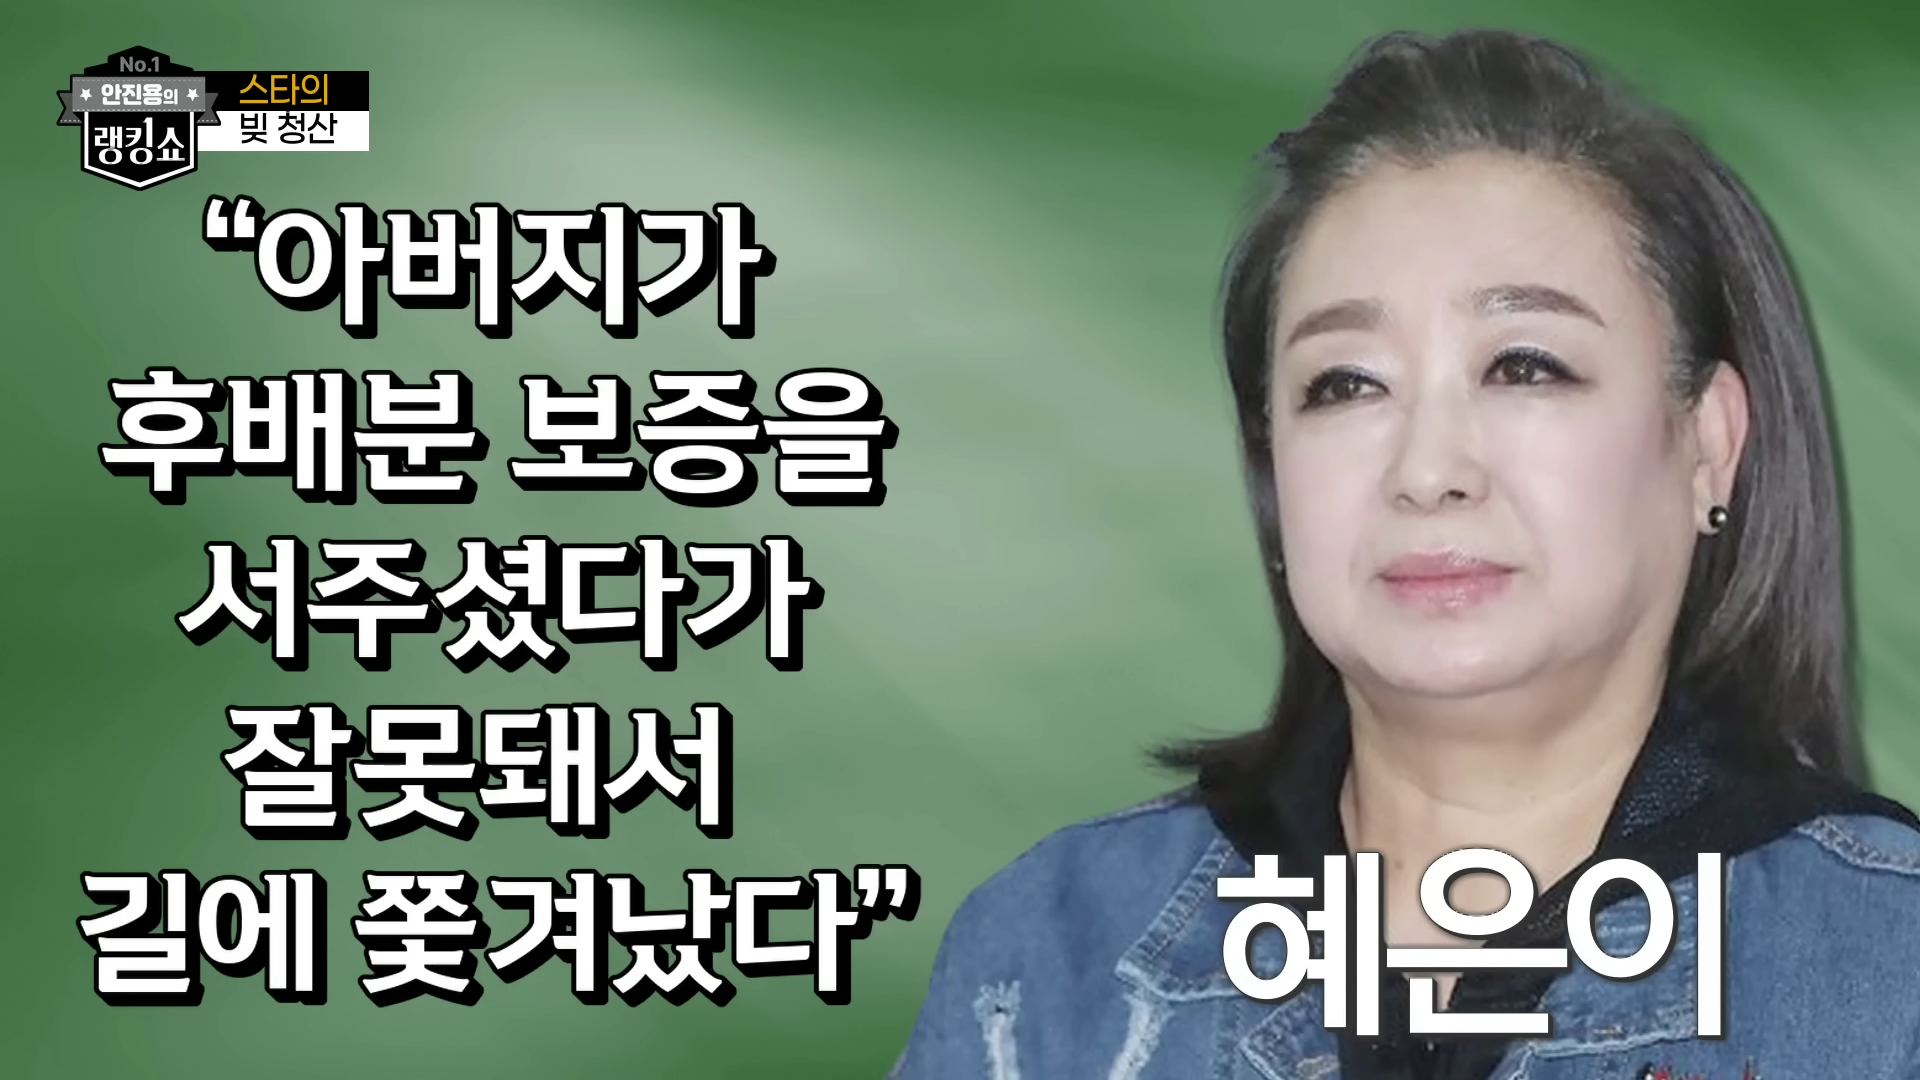 No.1
안진용의
랭킹쇼
스타의
빚 청산
“아버지가
후배분 보증을
서주셨다가
잘못돼서
길에 쫓겨났다”
혜은이